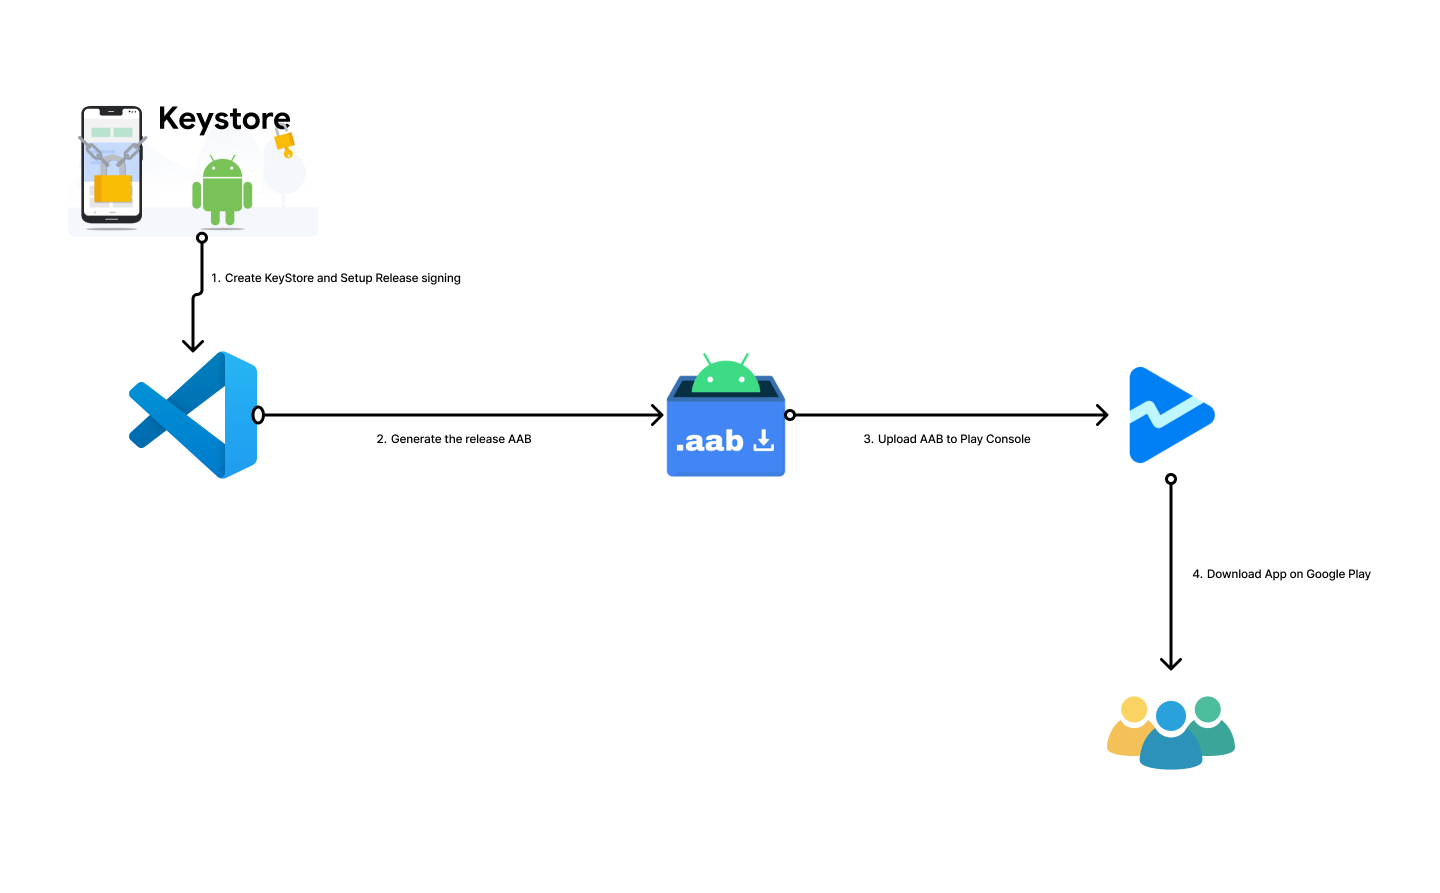 Keystore
1. Create KeyStore and Setup Release signing
2. Generate the release AAB
.aab
3. Upload AAB to Play Console
4. Download App on Google Play